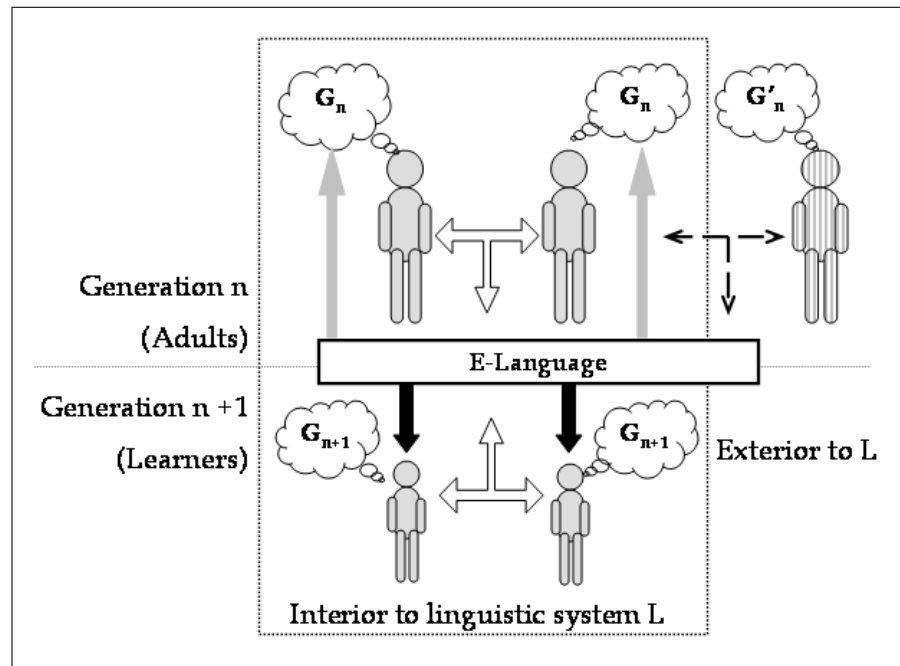 Gₙ
Gₙ
G'ₙ
Generation n
(Adults)
E-Language
Generation n +1
(Learners)
Gₙ₊₁
Gₙ₊₁
Exterior to L
Interior to linguistic system L